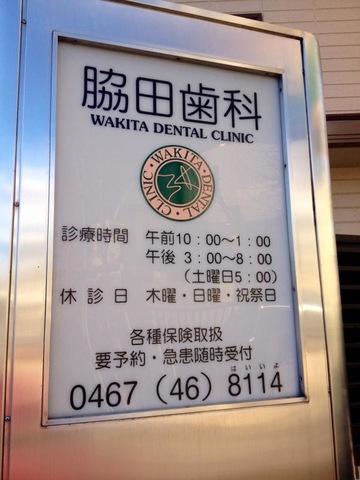 脇田歯科
WAKITA DENTAL CLINIC
WAKITA・DENTAL・CLINIC・
診療時間 午前10：00〜1：00
午後 3：00〜8：00
（土曜日5：00）
休診日 木曜・日曜・祝祭日
各種保険取扱
要予約・急患随時受付
はいいよ
0467（46）8114